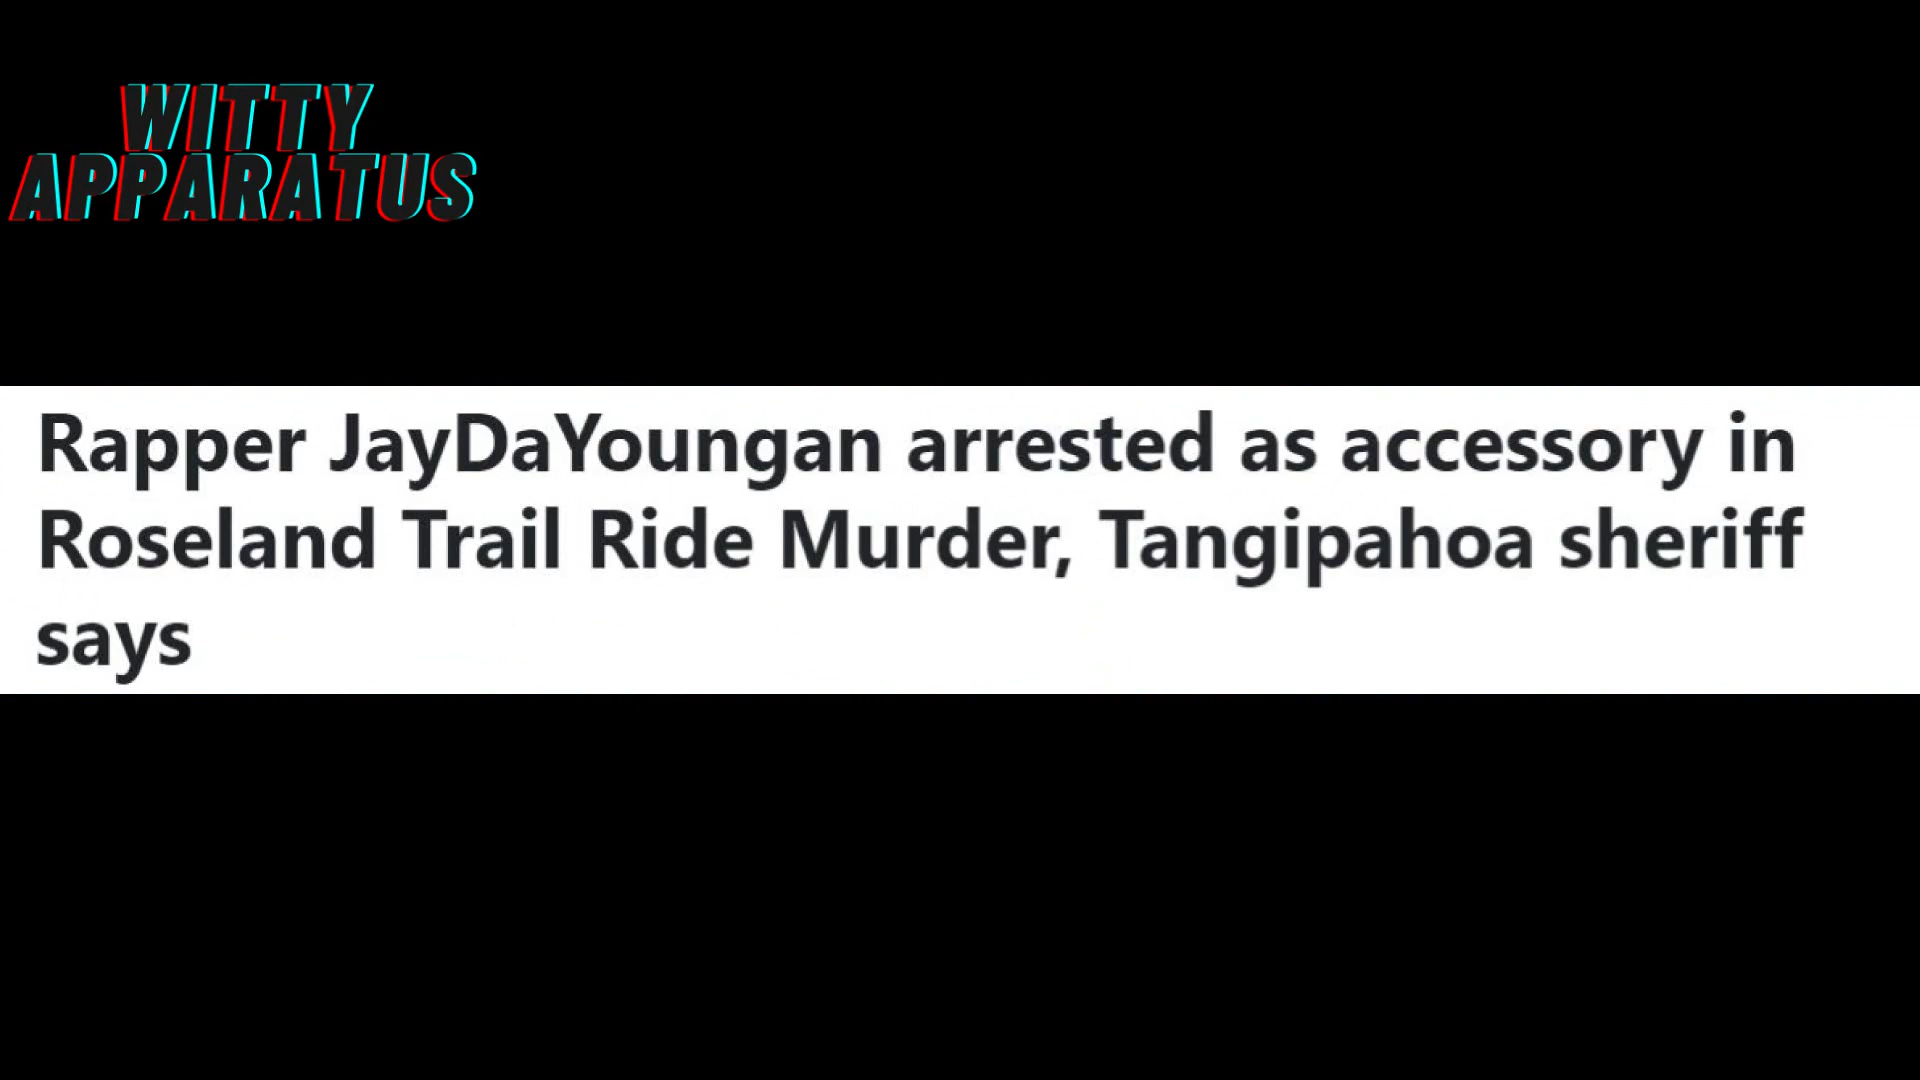 WITTY
APPARATUS
Rapper JayDaYoungan arrested as accessory in
Roseland Trail Ride Murder, Tangipahoa sheriff
says